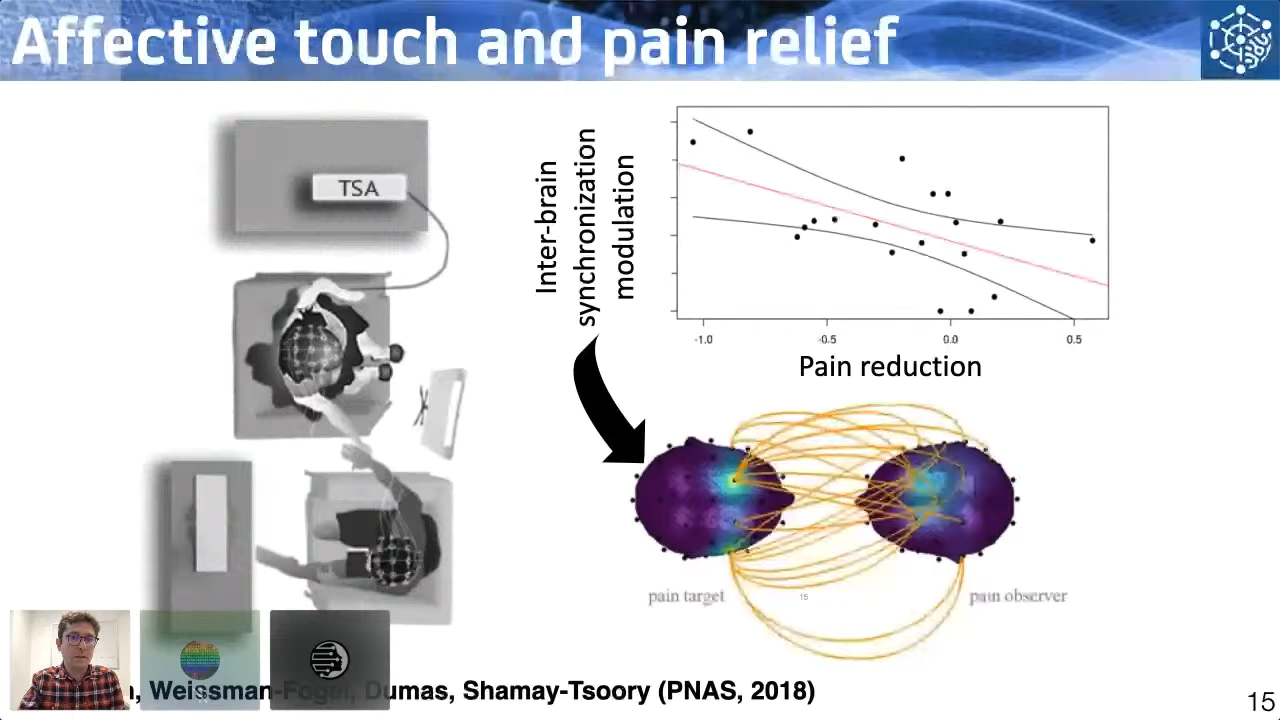 Affective touch and pain relief
TSA
Inter-brain
synchronization
modulation
-1.0 -0.5 0.0 0.5
Pain reduction
pain target
15
pain observer
Weissman-Fogel, Dumas, Shamay-Tsoory (PNAS, 2018)
15